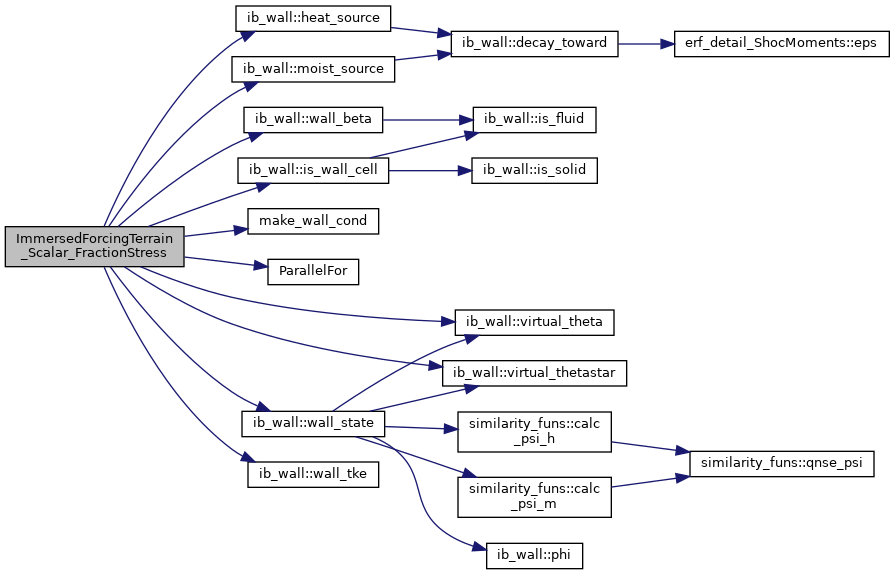 ib_wall::heat_source
ib_wall::decay_toward
erf_detail_ShocMoments::eps
ib_wall::moist_source
ib_wall::wall_beta
ib_wall::is_fluid
ib_wall::is_wall_cell
ib_wall::is_solid
make_wall_cond
ImmersedForcingTerrain
_Scalar_FractionStress
ParallelFor
ib_wall::virtual_theta
ib_wall::virtual_thetastar
ib_wall::wall_state
similarity_funs::calc
_psi_h
similarity_funs::qnse_psi
ib_wall::wall_tke
similarity_funs::calc
_psi_m
ib_wall::phi